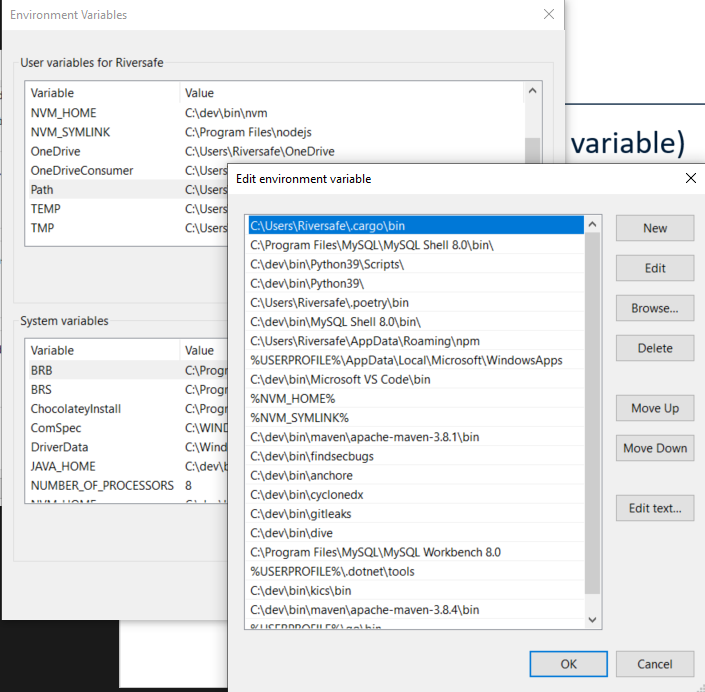 Environment Variables
User variables for Riversafe
Variable Value
NVM_HOME C:\dev\bin\nvm
NVM_SYMLINK C:\Program Files\nodejs
OneDrive C:\Users\Riversafe\OneDrive
OneDriveConsumer C:\Users\Riversafe\OneDrive
Path C:\Users
TEMP C:\Users
TMP C:\Users
variable)
System variables
Variable Value
BRB C:\Progr
BRS C:\Progr
ChocolateyInstall C:\Progr
ComSpec C:\WIND
DriverData C:\Wind
JAVA_HOME C:\dev\b
NUMBER_OF_PROCESSORS 8
NVM_HOME
Edit environment variable
C:\Users\Riversafe\.cargo\bin
C:\Program Files\MySQL\MySQL Shell 8.0\bin\
C:\dev\bin\Python39\Scripts\
C:\dev\bin\Python39\
C:\Users\Riversafe\.poetry\bin
C:\dev\bin\MySQL Shell 8.0\bin\
C:\Users\Riversafe\AppData\Roaming\npm
%USERPROFILE%\AppData\Local\Microsoft\WindowsApps
C:\dev\bin\Microsoft VS Code\bin
%NVM_HOME%
%NVM_SYMLINK%
C:\dev\bin\maven\apache-maven-3.8.1\bin
C:\dev\bin\findsecbugs
C:\dev\bin\anchore
C:\dev\bin\cyclonedx
C:\dev\bin\gitleaks
C:\dev\bin\dive
C:\Program Files\MySQL\MySQL Workbench 8.0
%USERPROFILE%\.dotnet\tools
C:\dev\bin\kics\bin
C:\dev\bin\maven\apache-maven-3.8.4\bin
%USERPROFILE%\go\bin
New
Edit
Browse...
Delete
Move Up
Move Down
Edit text...
OK
Cancel